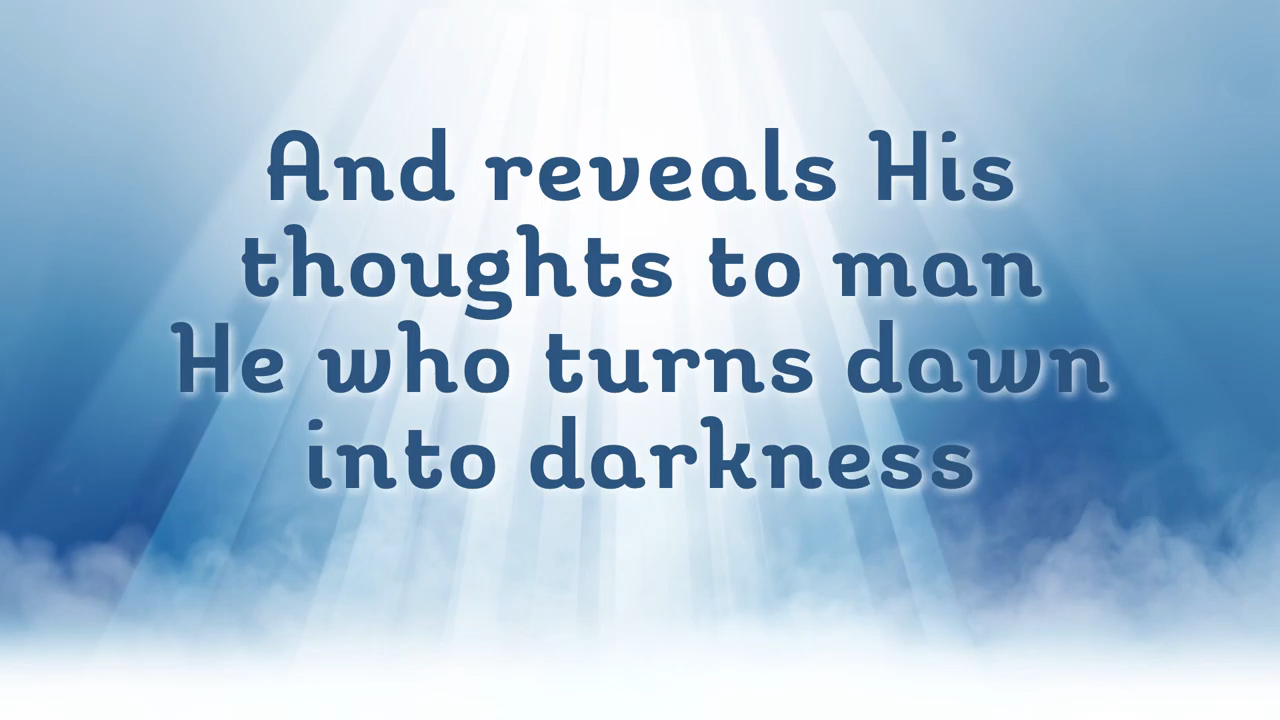 And reveals His
thoughts to man
He who turns dawn
into darkness